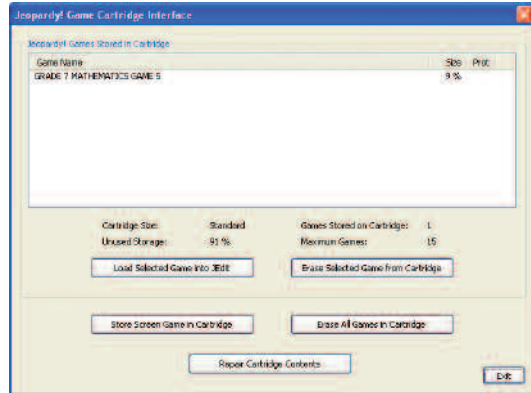 Jeopardy! Game Cartridge Interface
Jeopardy! Games Stored in Cartridge
Game Name Size Prot
GRADE 7 MATHEMATICS GAME 5 9 %
Cartridge Size: Standard Games Stored on Cartridge: 1
Unused Storage: 91 % Maximum Games: 15
Load Selected Game into JEdit Erase Selected Game from Cartridge
Store Screen Game in Cartridge Erase All Games in Cartridge
Repair Cartridge Contents
Exit